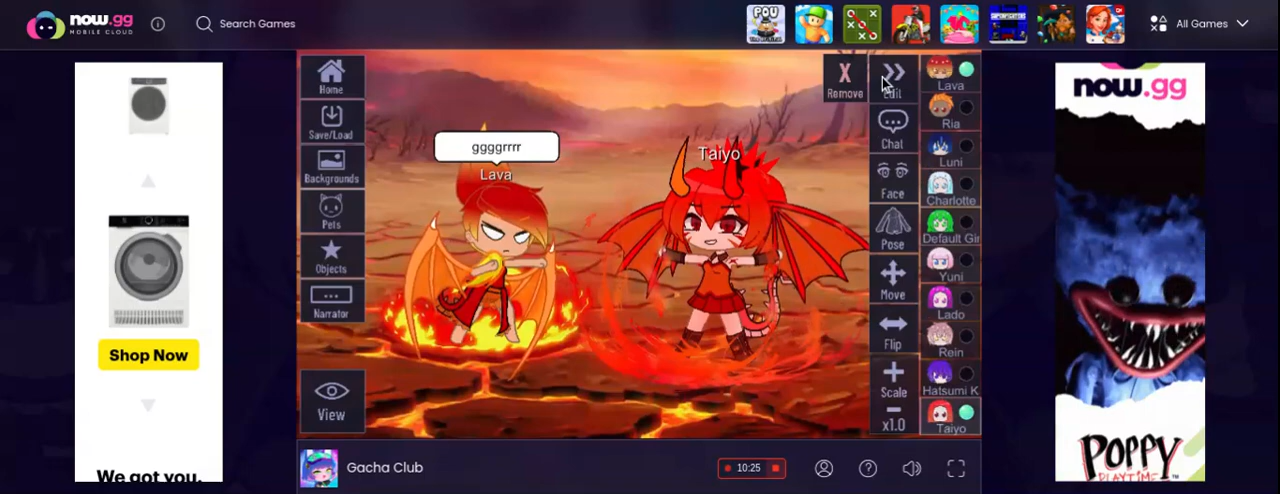 now.gg
MOBILE CLOUD
Search Games
All Games
Home
Save/Load
Backgrounds
Pets
Objects
Narrator
View
ggggrrrr
Lava
Taiyo
X
Remove
Edit
Chat
Face
Pose
Move
Flip
Scale
x1.0
Lava
Ria
Luni
Charlotte
Default Gir
Yuni
Lado
Rein
Hatsumi K
Taiyo
Shop Now
We got you.
now.gg
POPPY
PLAYTIME™
Gacha Club
10:25